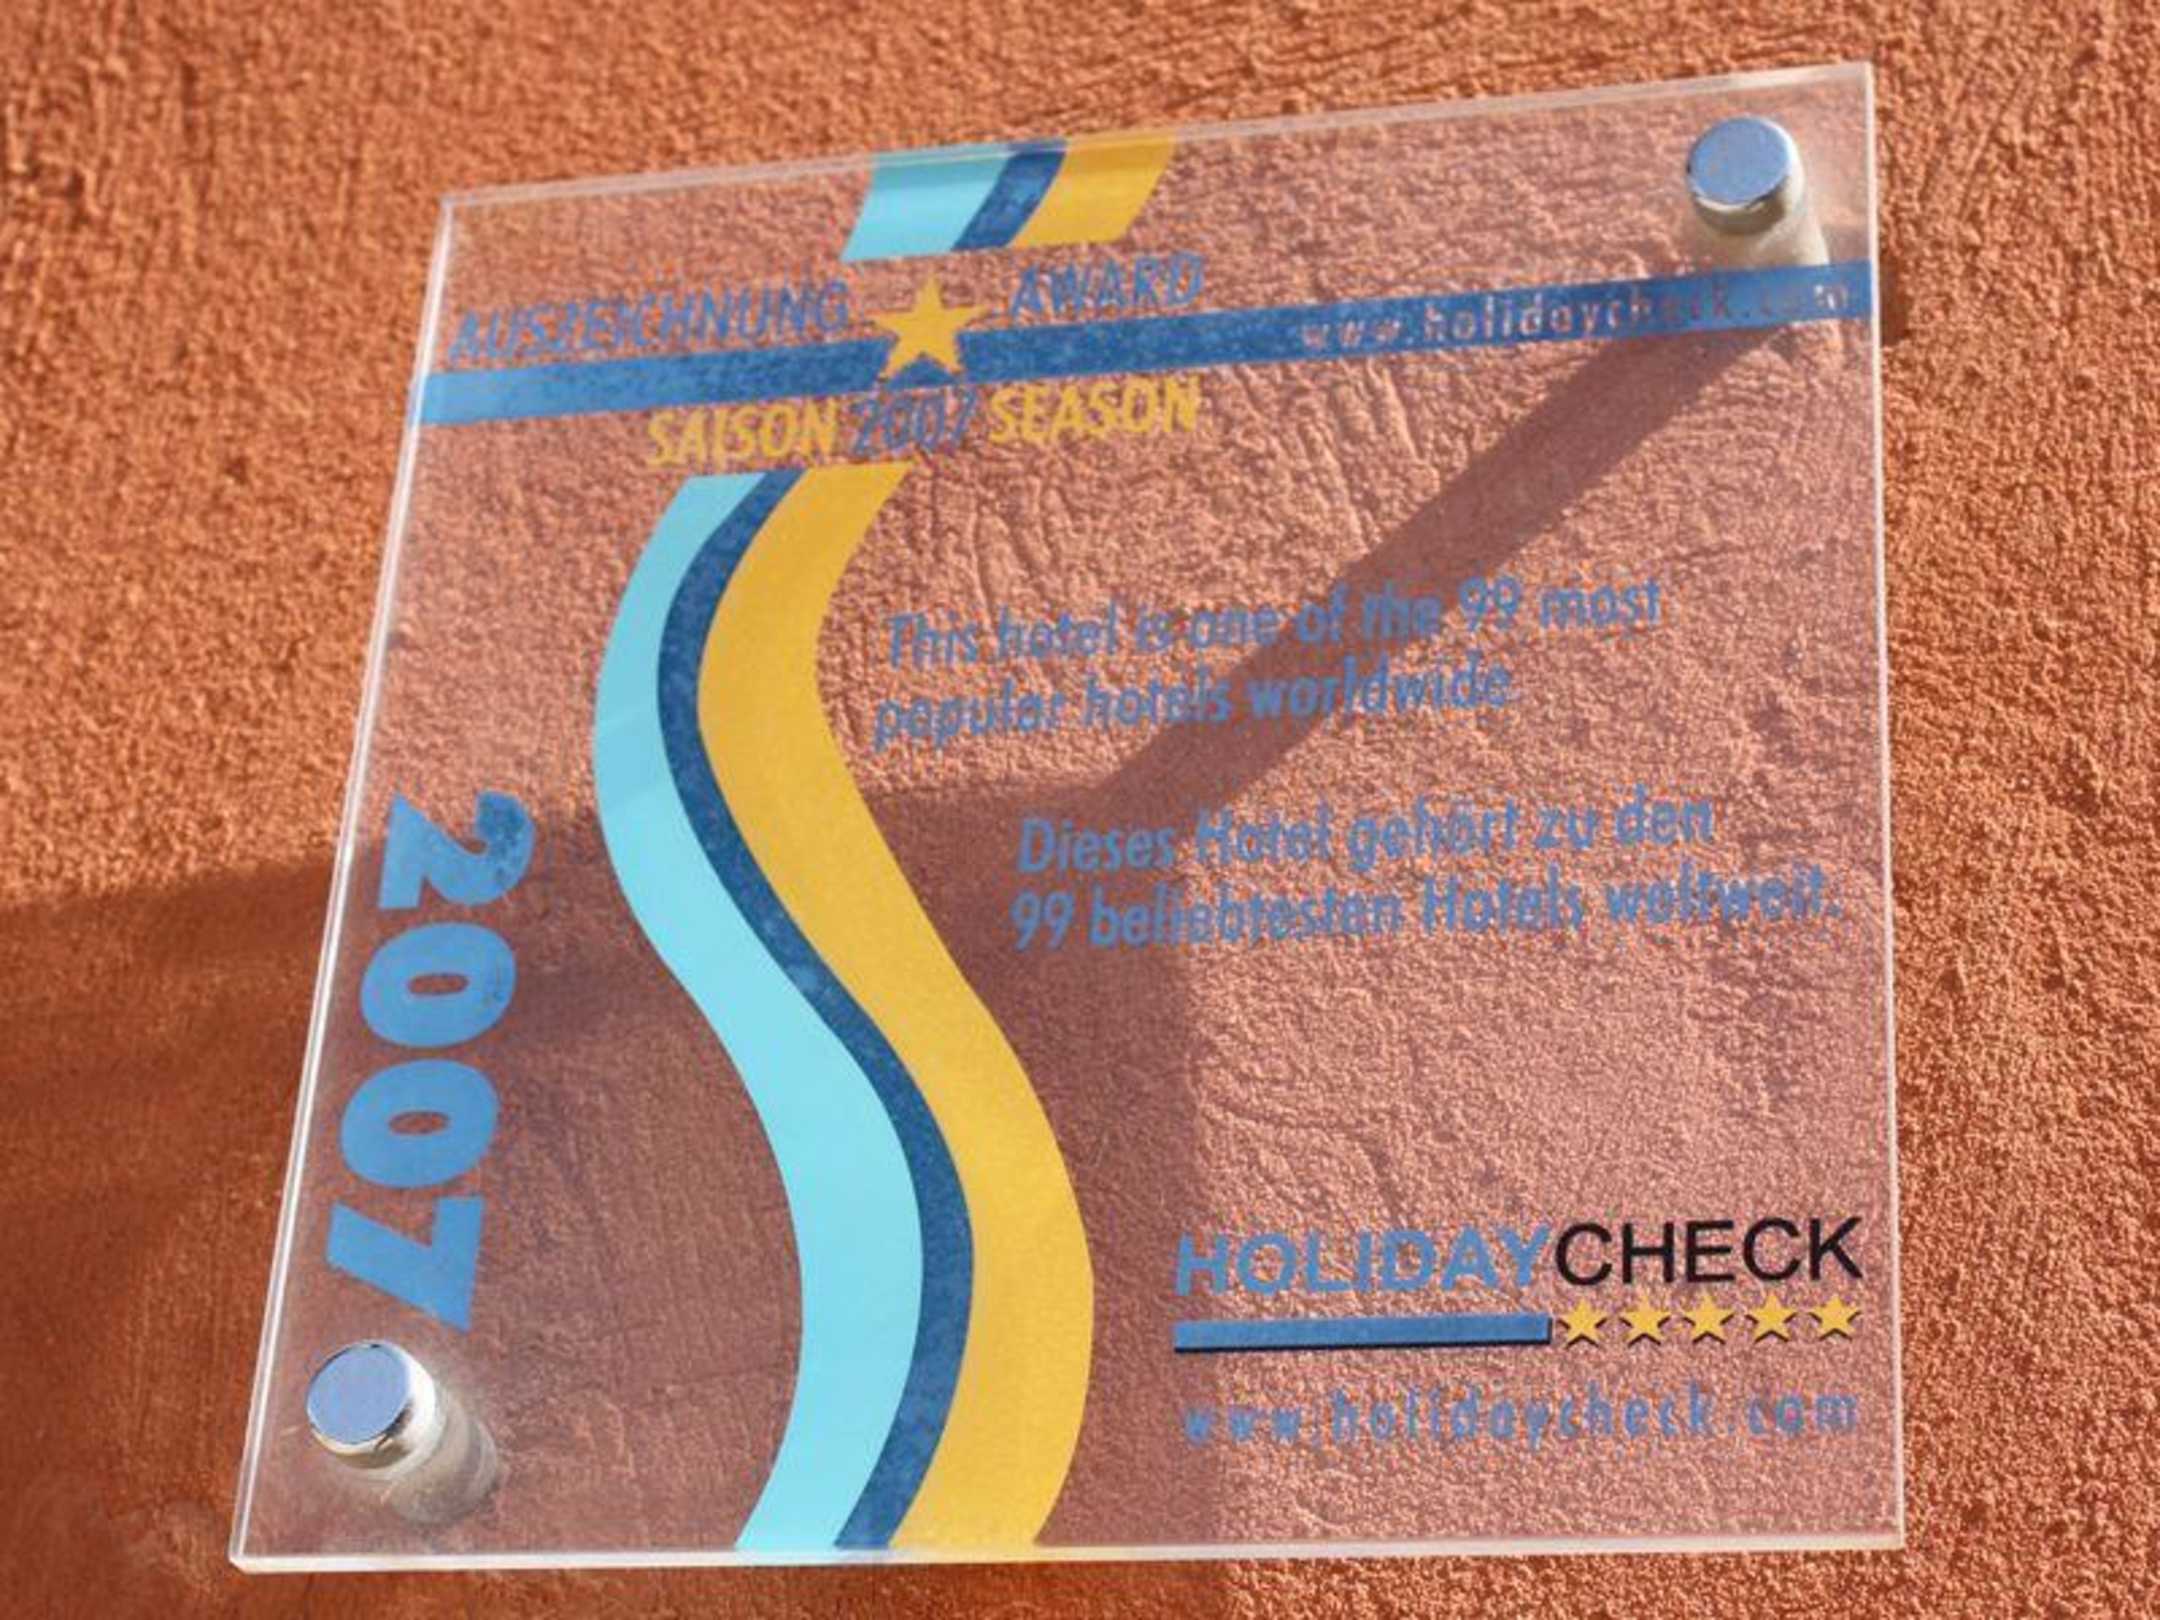 AUSZEICHNUNG AWARD
www.holidaycheck.com
SAISON 2007 SEASON
This hotel is one of the 99 most
popular hotels worldwide
Dieses Hotel gehört zu den
99 beliebtesten Hotels weltweit.
2007
HOLIDAYCHECK
www.holidaycheck.com